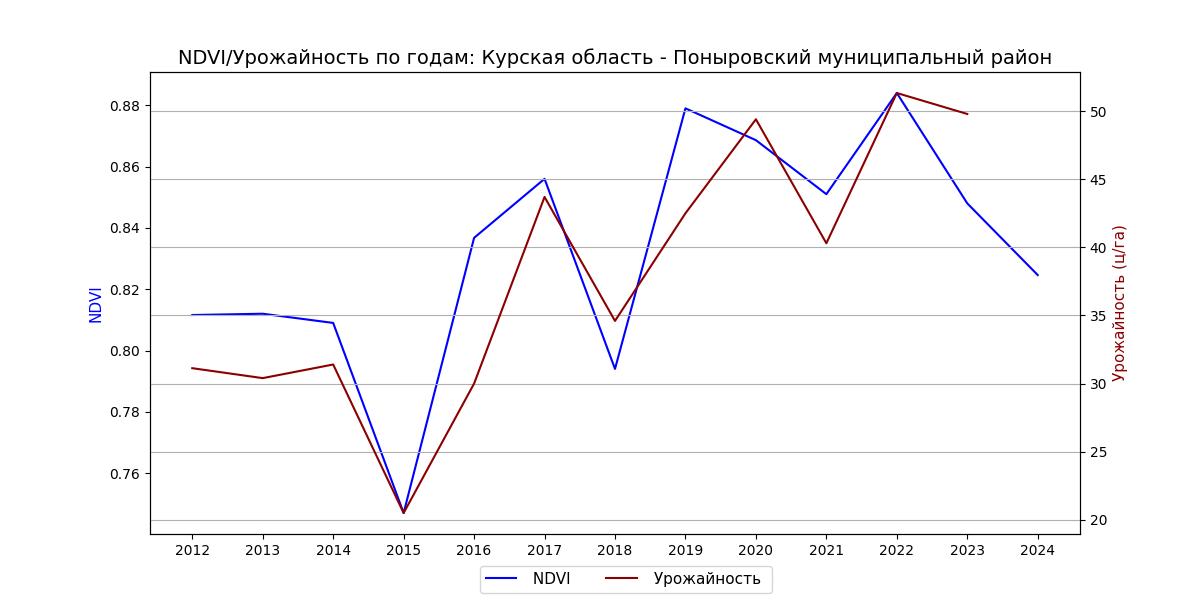 NDVI/Урожайность по годам: Курская область - Поныровский муниципальный район
0.88
0.86
0.84
0.82
0.80
0.78
0.76
NDVI
50
45
40
35
30
25
20
Урожайность (ц/га)
2012 2013 2014 2015 2016 2017 2018 2019 2020 2021 2022 2023 2024
NDVI Урожайность